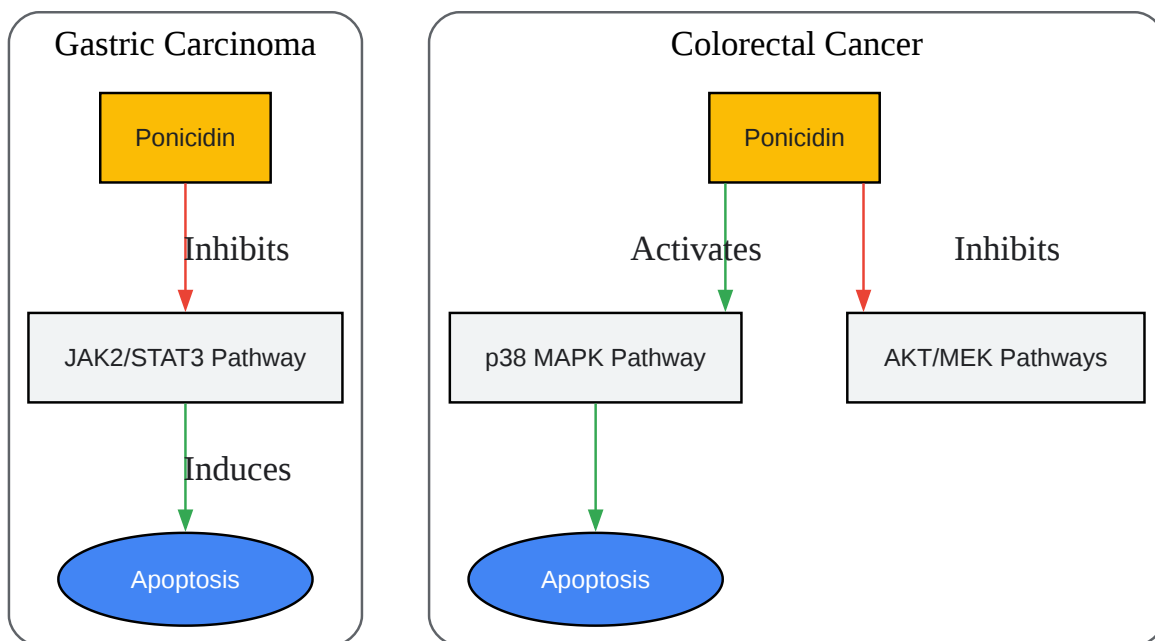 Gastric Carcinoma
Ponicidin
Inhibits
JAK2/STAT3 Pathway
Induces
Apoptosis
Colorectal Cancer
Ponicidin
Activates
Inhibits
p38 MAPK Pathway
AKT/MEK Pathways
Apoptosis